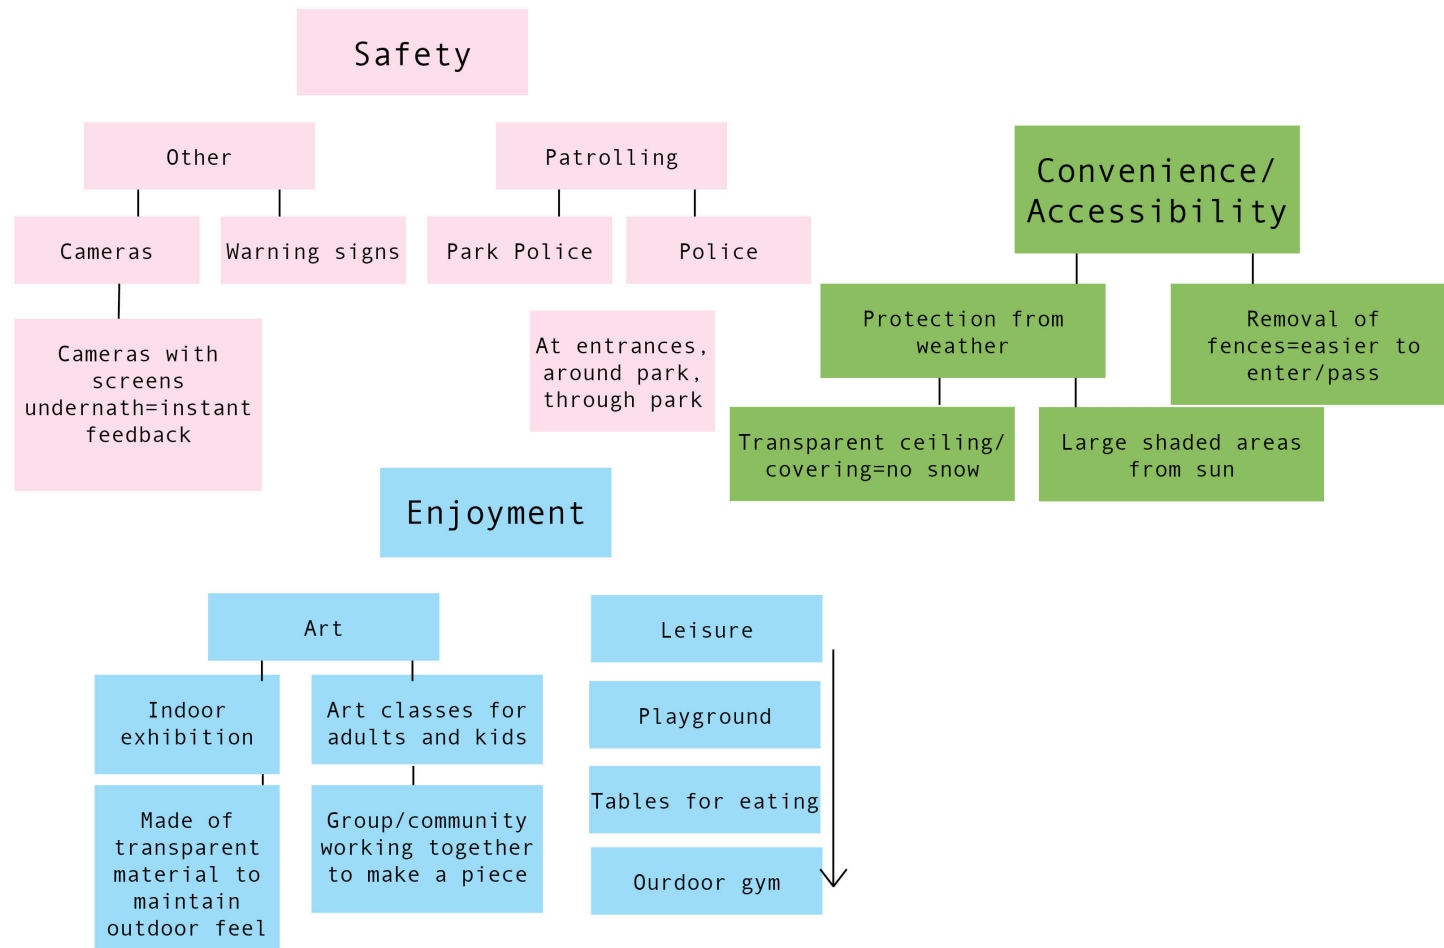 Safety
Other
Patrolling
Cameras
Warning signs
Park Police
Police
Cameras with
screens
undernath=instant
feedback
At entrances,
around park,
through park
Convenience/
Accessibility
Protection from
weather
Removal of
fences=easier to
enter/pass
Transparent ceiling/
covering=no snow
Large shaded areas
from sun
Enjoyment
Art
Indoor
exhibition
Art classes for
adults and kids
Made of
transparent
material to
maintain
outdoor feel
Group/community
working together
to make a piece
Leisure
Playground
Tables for eating
Ourdoor gym